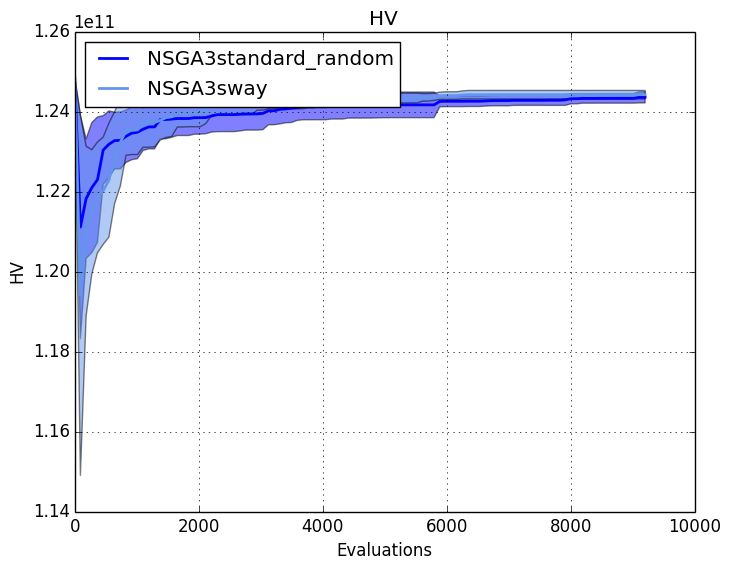 HV
1e11
1.26
NSGA3standard_random
NSGA3sway
1.24
1.22
1.20
HV
1.18
1.16
1.14
0 2000 4000 6000 8000 10000
Evaluations